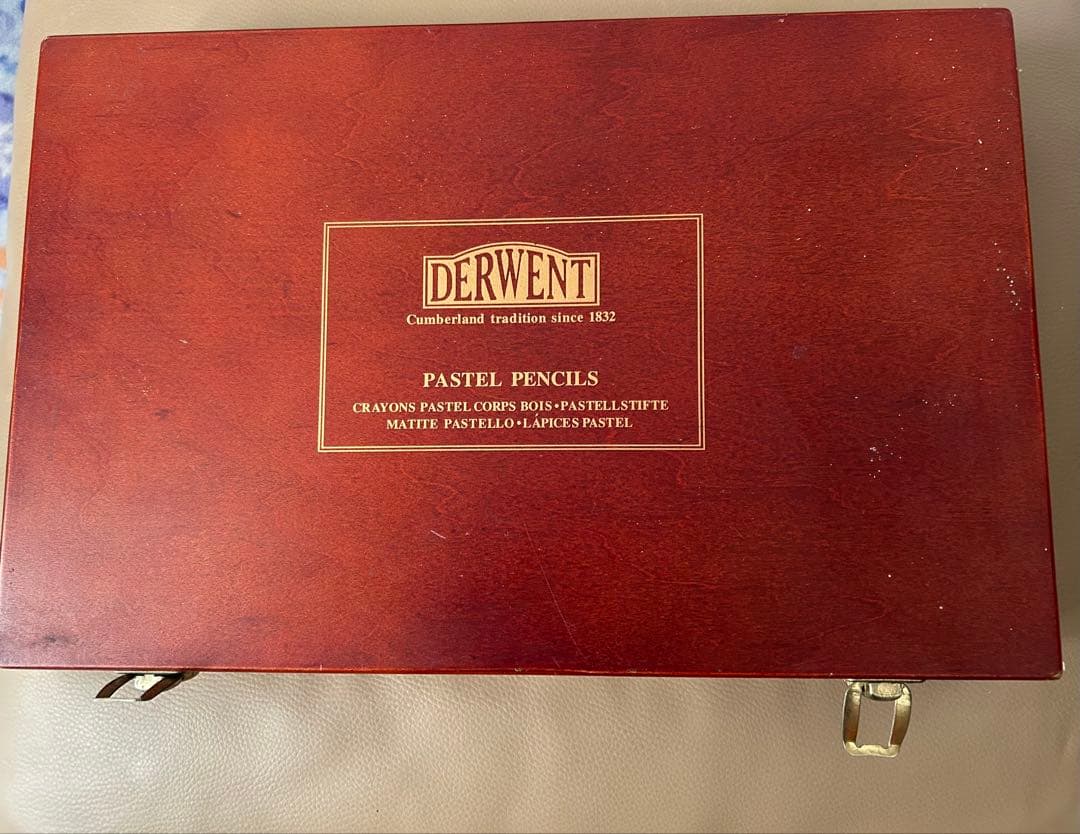 DERWENT
Cumberland tradition since 1832
PASTEL PENCILS
CRAYONS PASTEL CORPS BOIS•PASTELLSTIFTE
MATITE PASTELLO•LÁPICES PASTEL